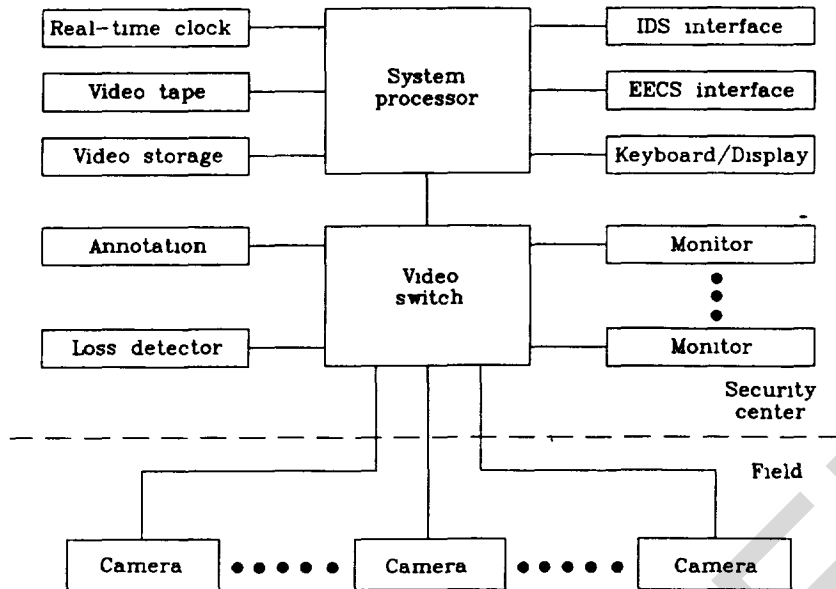 Real-time clock
System
processor
IDS interface
Video tape
EECS interface
Video storage
Keyboard/Display
Annotation
Video
switch
Monitor
Loss detector
Monitor
Security
center
Field
Camera
Camera
Camera